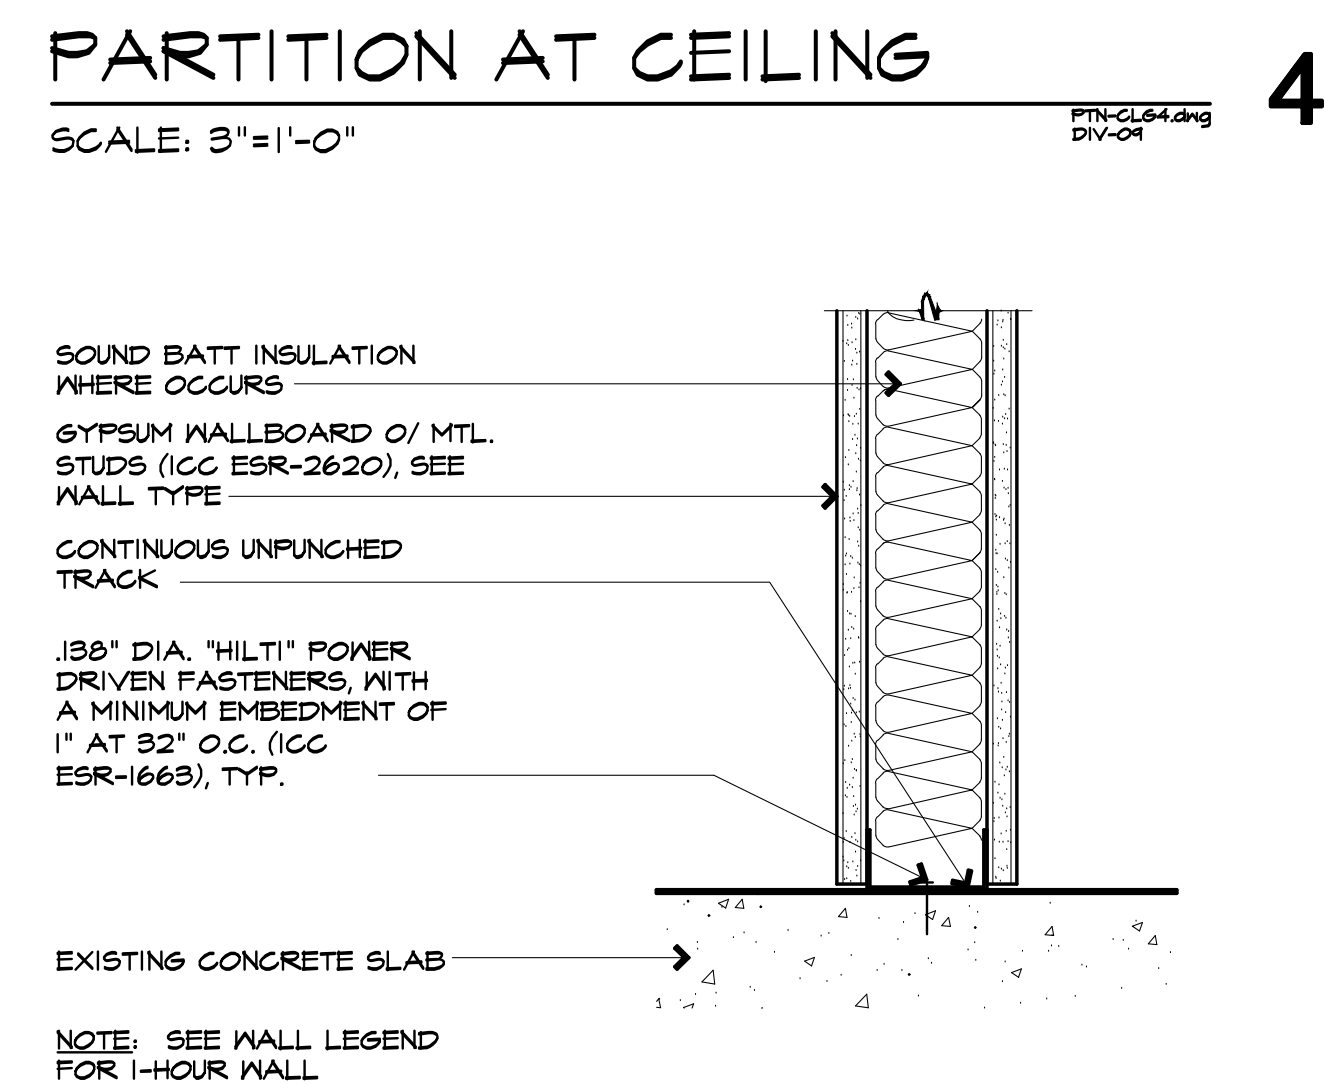 PARTITION AT CEILING
4
SCALE: 3"=1'-0"
PTN-CLG4.dwg
DIV-09
SOUND BATT INSULATION
WHERE OCCURS
GYPSUM WALLBOARD O/ MTL.
STUDS (ICC ESR-2620), SEE
WALL TYPE
CONTINUOUS UNPUNCHED
TRACK
.138" DIA. "HILTI" POWER
DRIVEN FASTENERS, WITH
A MINIMUM EMBEDMENT OF
1" AT 32" O.C. (ICC
ESR-1663), TYP.
EXISTING CONCRETE SLAB
NOTE: SEE WALL LEGEND
FOR 1-HOUR WALL